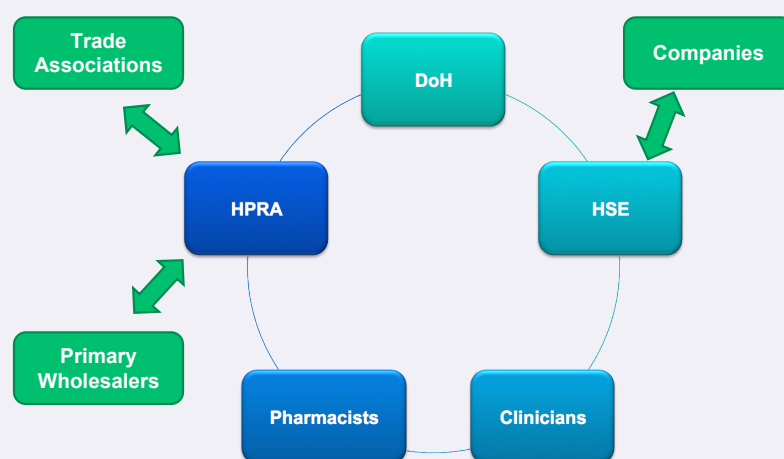 Trade
Associations
DoH
Companies
HPRA
HSE
Primary
Wholesalers
Pharmacists
Clinicians